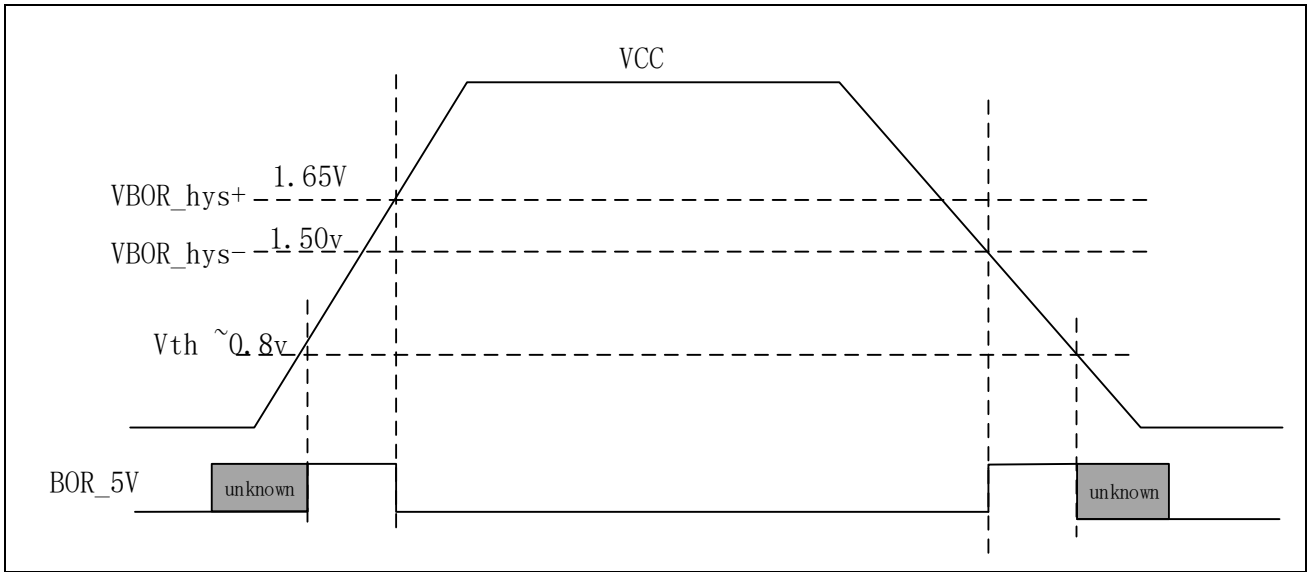 VCC
1.65V
VBOR_hys+
1.50v
VBOR_hys-
Vth ~0.8v
BOR_5V
unknown
unknown